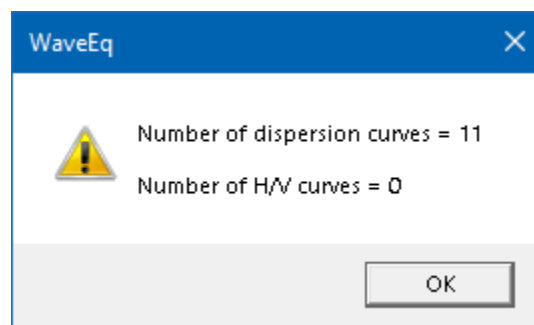 WaveEq
Number of dispersion curves = 11
Number of H/V curves = 0
OK